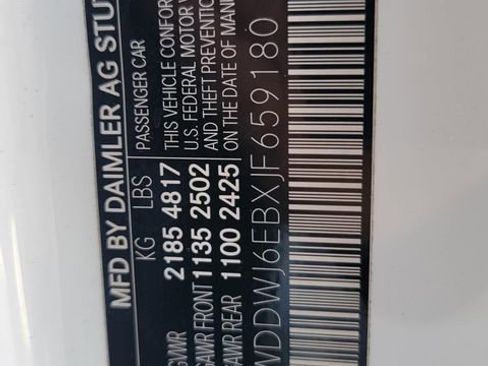 MFD BY DAIMLER AG STU
KG LBS PASSENGER CAR
GVWR 2185 4817 THIS VEHICLE CONFOR
GAWR FRONT 1135 2502 U.S. FEDERAL MOTOR V
GAWR REAR 1100 2425 AND THEFT PREVENTIO
ON THE DATE OF MANU
WDDWJ6EBXJF659180